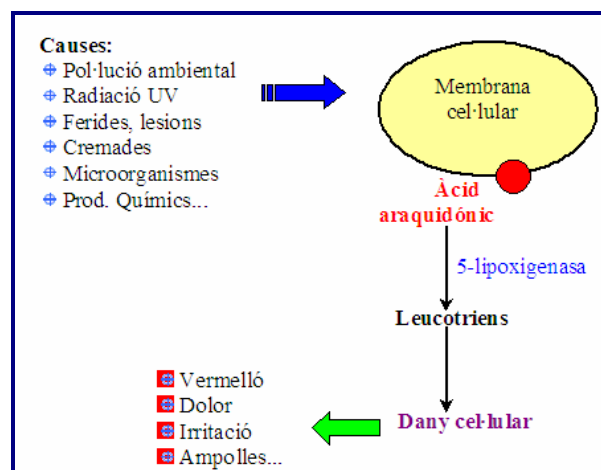 Causes:
Pol·lució ambiental
Radiació UV
Ferides, lesions
Cremades
Microorganismes
Prod. Químics...
Membrana
cel·lular
Àcid
araquidónic
5-lipoxigenasa
Leucotriens
Dany cel·lular
Vermelló
Dolor
Irritació
Ampolles...